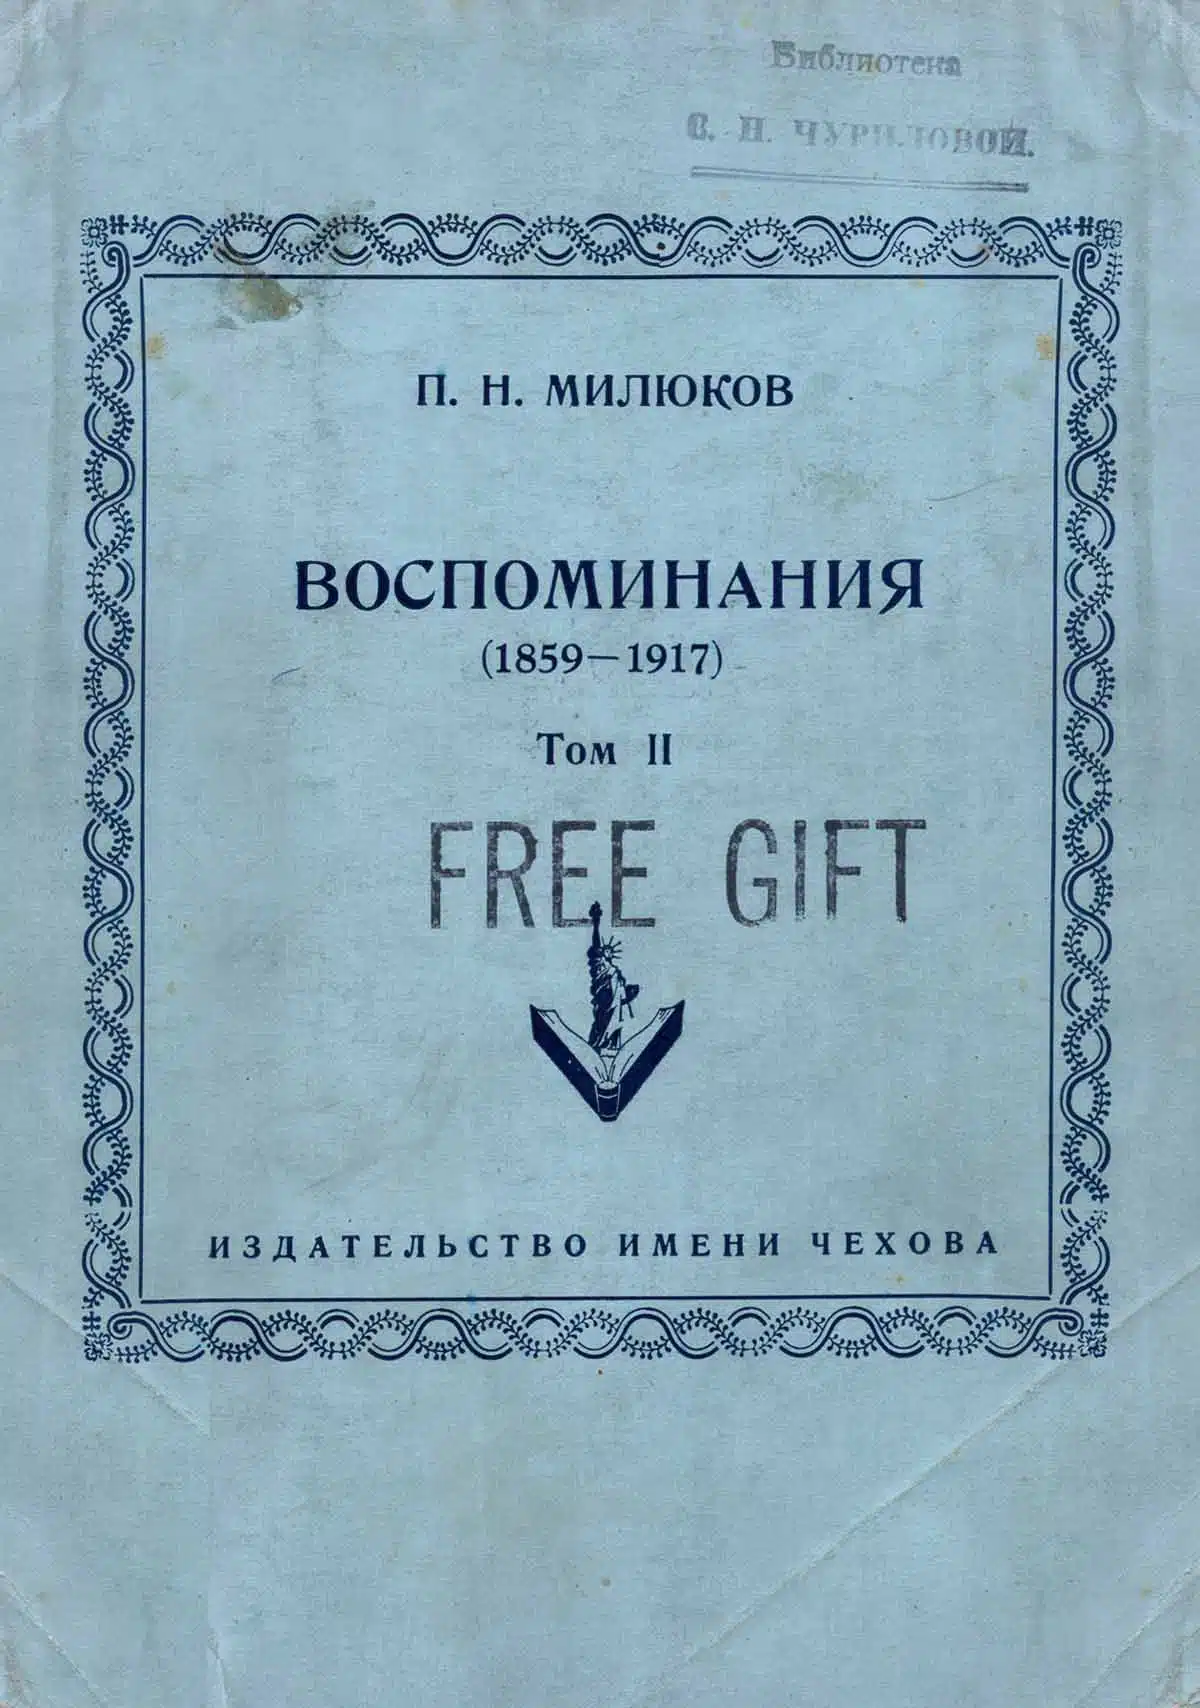 Библиотека
С. Н. ЧУРИЛОВОЙ.
П. Н. МИЛЮКОВ
ВОСПОМИНАНИЯ
(1859—1917)
Том II
FREE GIFT
ИЗДАТЕЛЬСТВО ИМЕНИ ЧЕХОВА